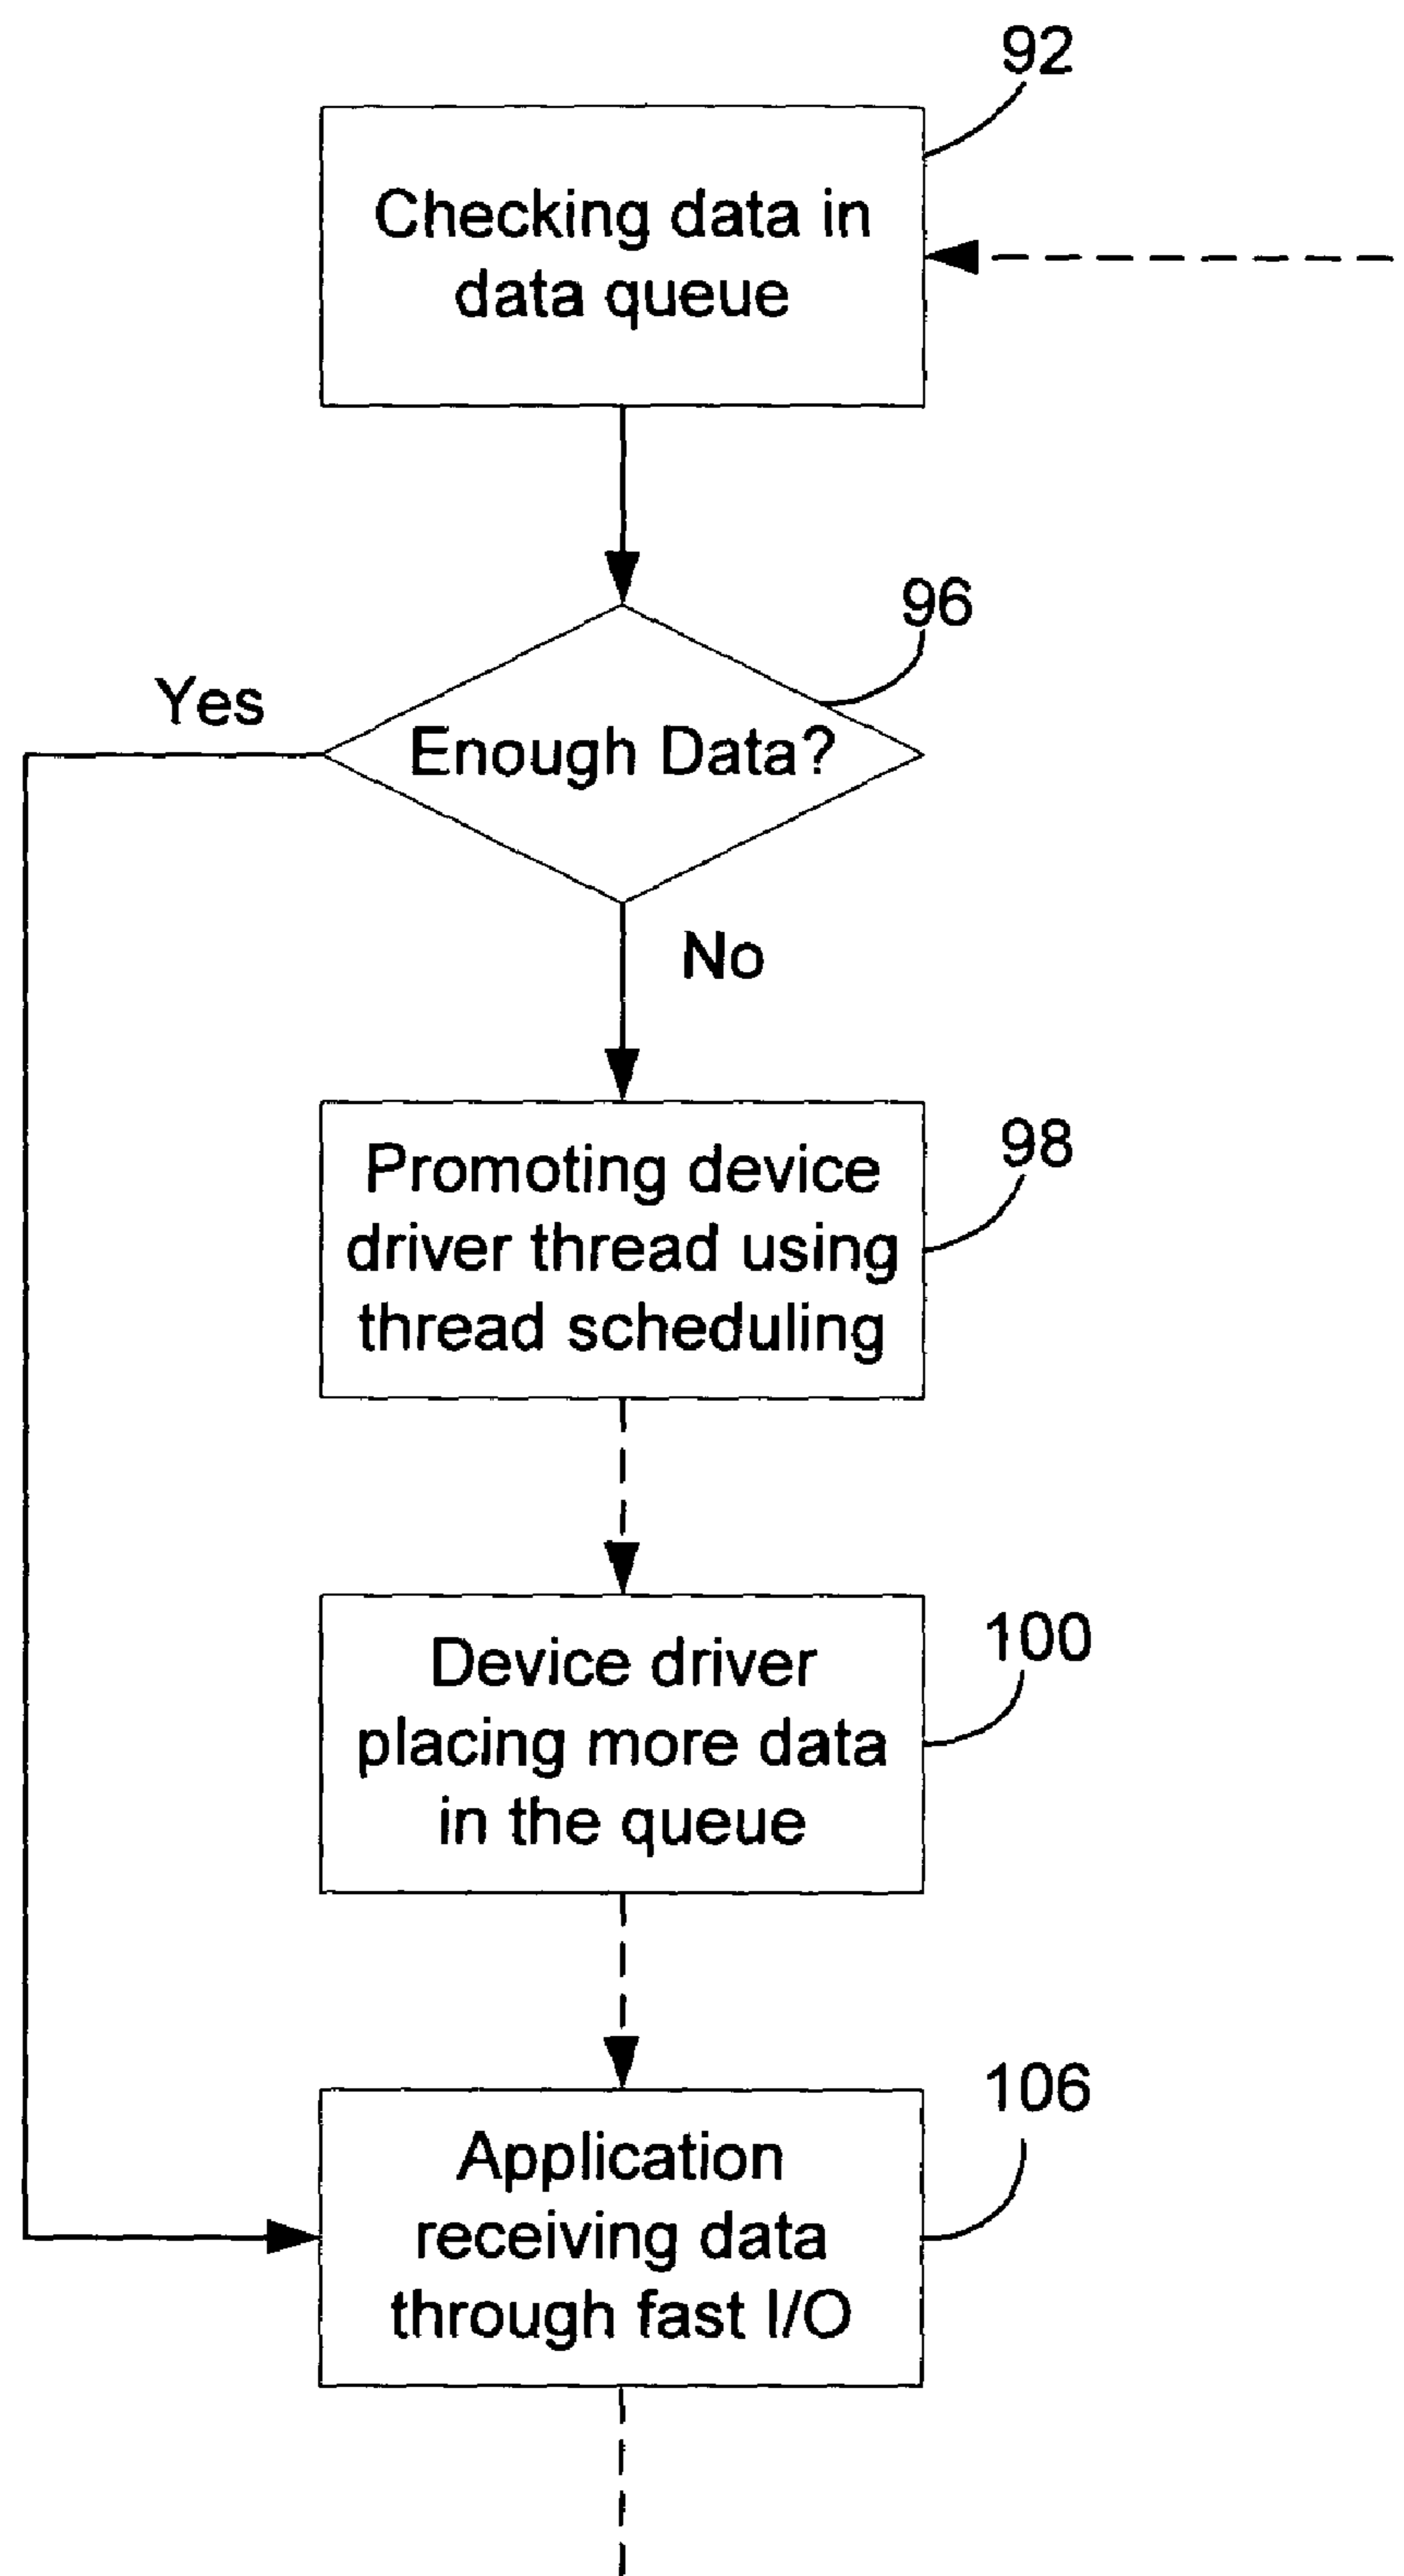 92
Checking data in
data queue
96
Yes
Enough Data?
No
98
Promoting device
driver thread using
thread scheduling
100
Device driver
placing more data
in the queue
106
Application
receiving data
through fast I/O